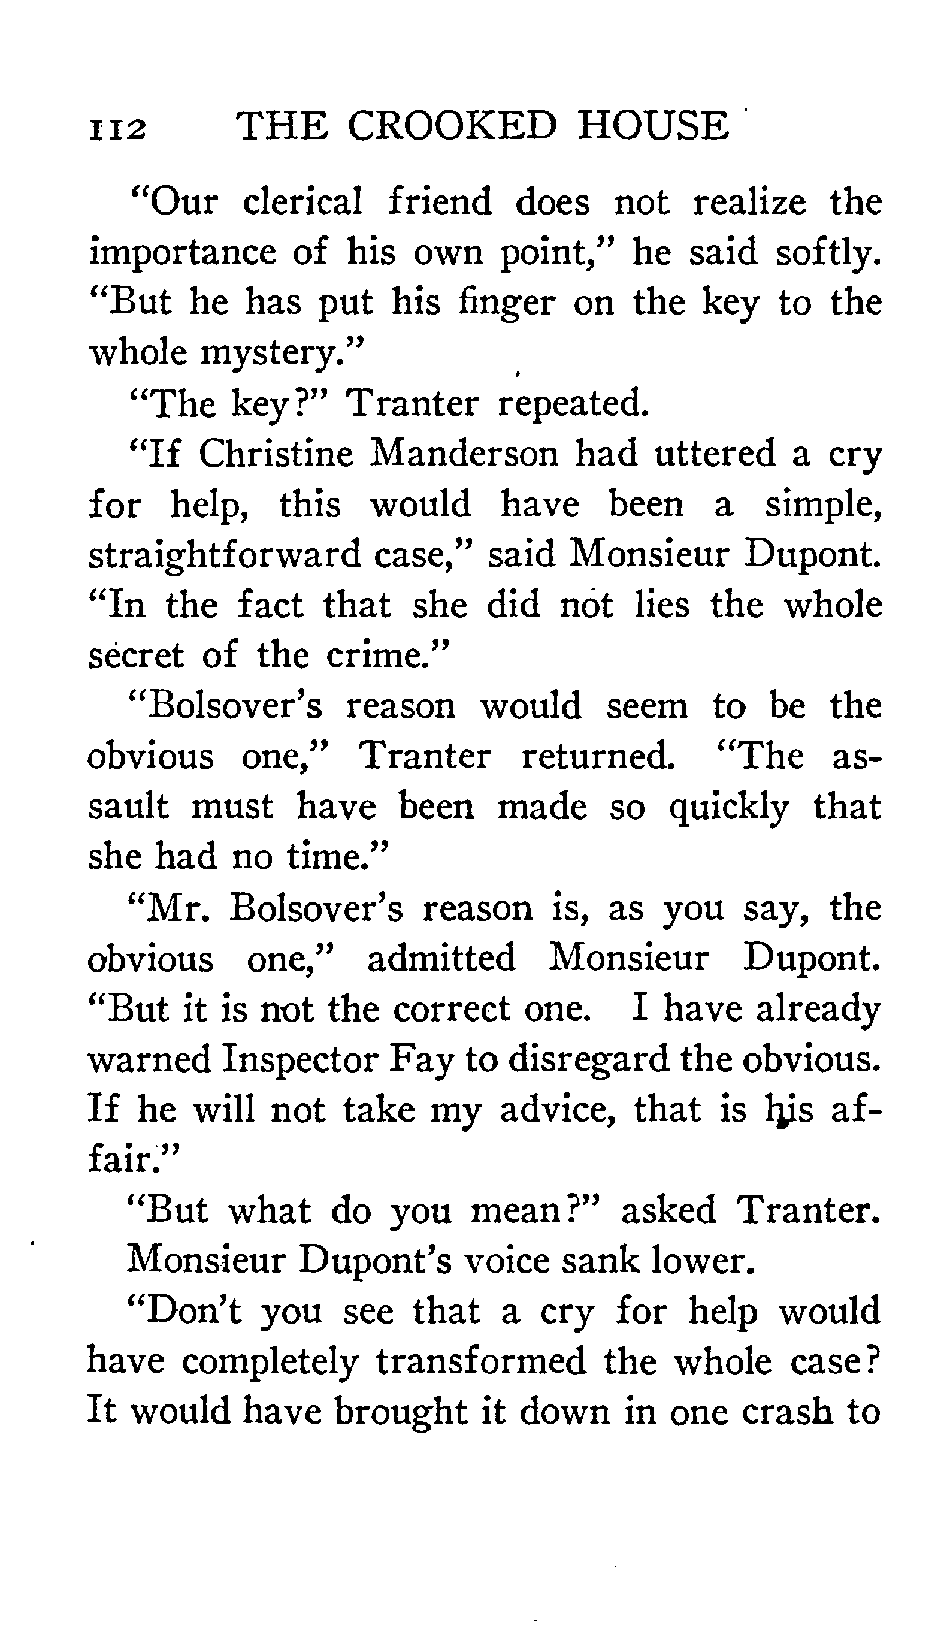 112 THE CROOKED HOUSE
"Our clerical friend does not realize the
importance of his own point," he said softly.
"But he has put his finger on the key to the
whole mystery."
"The key?" Tranter repeated.
"If Christine Manderson had uttered a cry
for help, this would have been a simple,
straightforward case," said Monsieur Dupont.
"In the fact that she did not lies the whole
secret of the crime."
"Bolsover's reason would seem to be the
obvious one," Tranter returned. "The as-
sault must have been made so quickly that
she had no time."
"Mr. Bolsover's reason is, as you say, the
obvious one," admitted Monsieur Dupont.
"But it is not the correct one. I have already
warned Inspector Fay to disregard the obvious.
If he will not take my advice, that is his af-
fair."
"But what do you mean?" asked Tranter.
Monsieur Dupont's voice sank lower.
"Don't you see that a cry for help would
have completely transformed the whole case?
It would have brought it down in one crash to